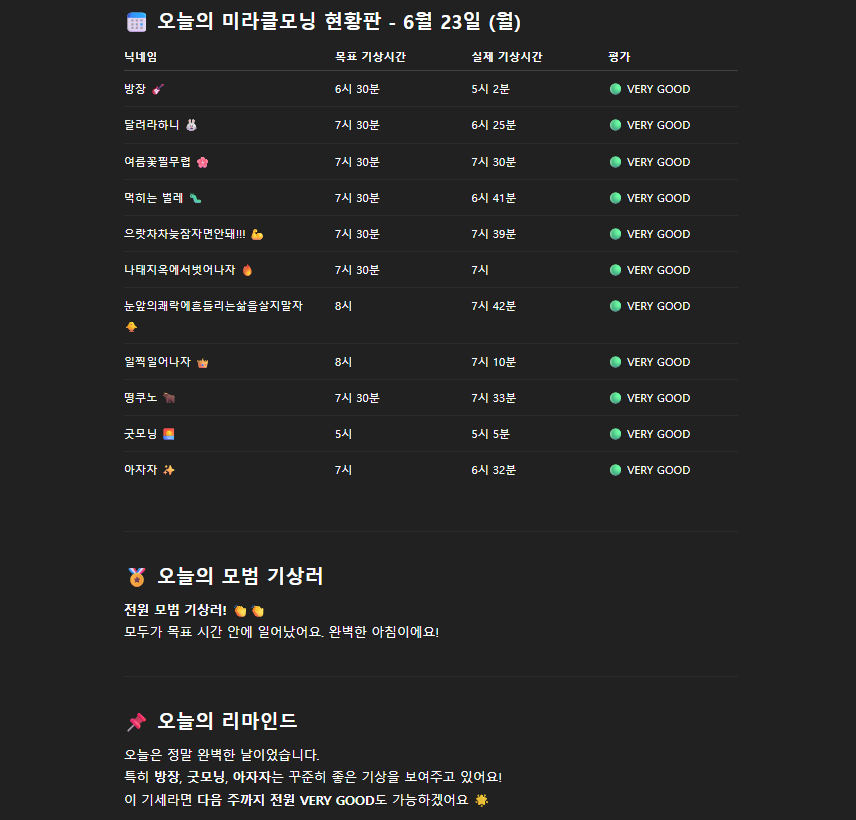 오늘의 미라클모닝 현황판 - 6월 23일 (월)
닉네임 목표 기상시간 실제 기상시간 평가
방장 6시 30분 5시 2분 VERY GOOD
달려라하니 7시 30분 6시 25분 VERY GOOD
여름꽃필무렵 7시 30분 7시 30분 VERY GOOD
먹히는 벌레 7시 30분 6시 41분 VERY GOOD
으랏차차늦잠자면안돼!!! 7시 30분 7시 39분 VERY GOOD
나태지옥에서벗어나자 7시 30분 7시 VERY GOOD
눈앞의쾌락에흔들리는삶을살지말자 8시 7시 42분 VERY GOOD
일찍일어나자 8시 7시 10분 VERY GOOD
떵쿠노 7시 30분 7시 33분 VERY GOOD
굿모닝 5시 5시 5분 VERY GOOD
아자자 7시 6시 32분 VERY GOOD
오늘의 모범 기상러
전원 모범 기상러!
모두가 목표 시간 안에 일어났어요. 완벽한 아침이에요!
오늘의 리마인드
오늘은 정말 완벽한 날이었습니다.
특히 방장, 굿모닝, 아자자는 꾸준히 좋은 기상을 보여주고 있어요!
이 기세라면 다음 주까지 전원 VERY GOOD도 가능하겠어요